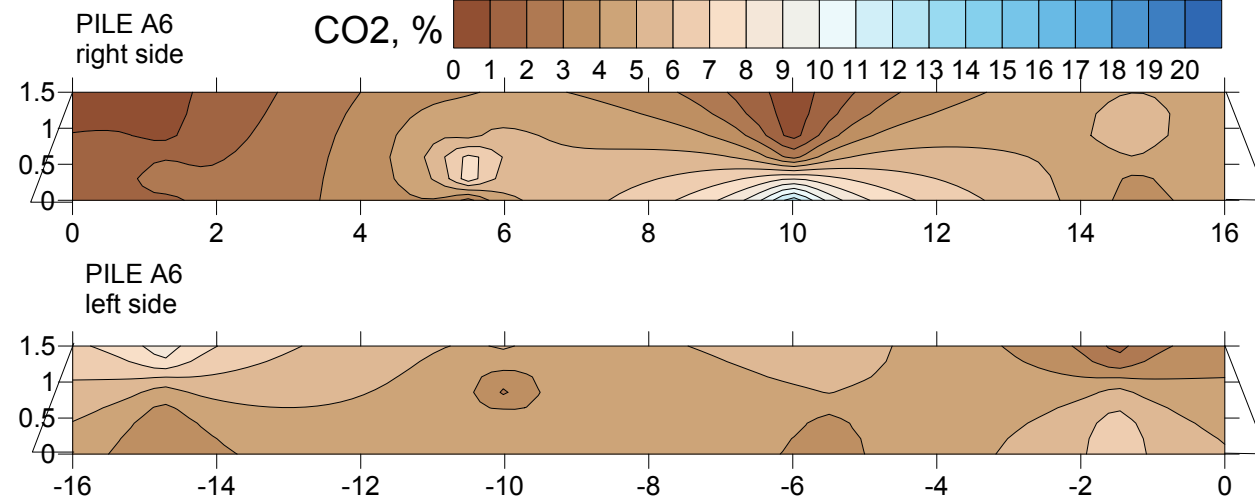 PILE A6
right side
CO2, %
0 1 2 3 4 5 6 7 8 9 10 11 12 13 14 15 16 17 18 19 20
1.5
1
0.5
0
0 2 4 6 8 10 12 14 16
PILE A6
left side
1.5
1
0.5
0
-16 -14 -12 -10 -8 -6 -4 -2 0